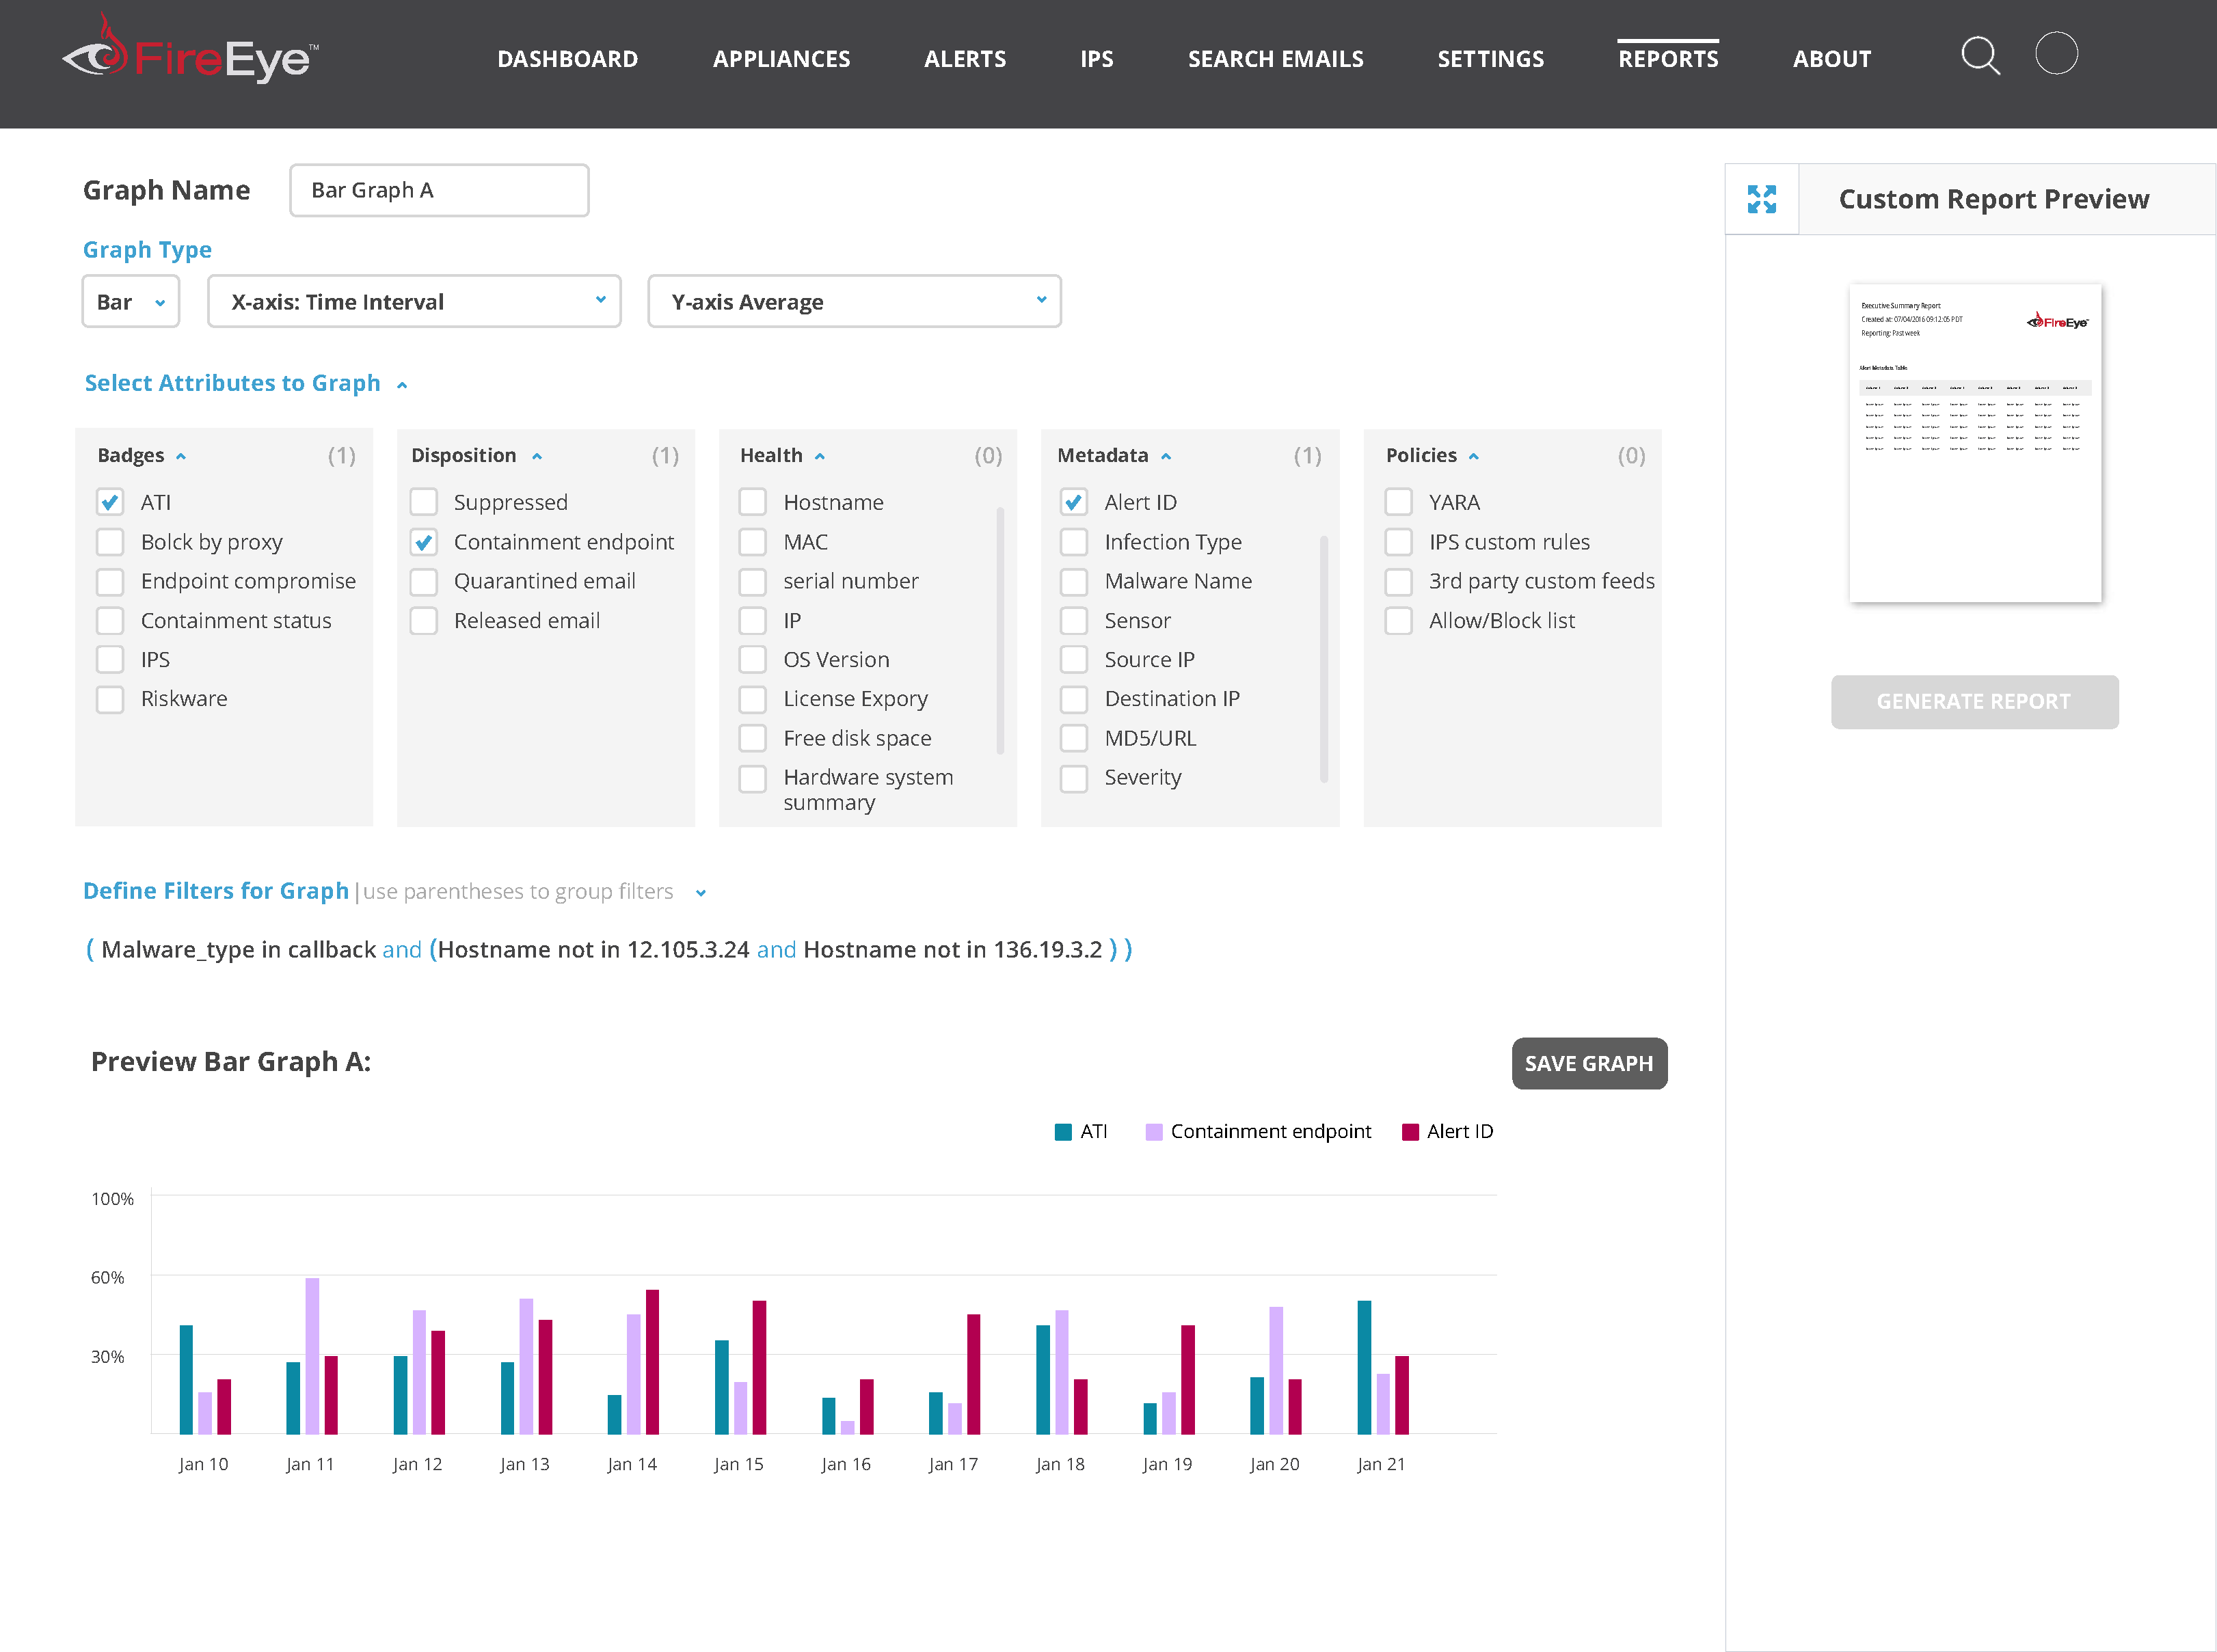 FireEye™ DASHBOARD APPLIANCES ALERTS IPS SEARCH EMAILS SETTINGS REPORTS ABOUT
Graph Name Bar Graph A
Graph Type
Bar X-axis: Time Interval Y-axis Average
Select Attributes to Graph
Badges (1)
ATI
Bolck by proxy
Endpoint compromise
Containment status
IPS
Riskware
Disposition (1)
Suppressed
Containment endpoint
Quarantined email
Released email
Health (0)
Hostname
MAC
serial number
IP
OS Version
License Expory
Free disk space
Hardware system
summary
Metadata (1)
Alert ID
Infection Type
Malware Name
Sensor
Source IP
Destination IP
MD5/URL
Severity
Policies (0)
YARA
IPS custom rules
3rd party custom feeds
Allow/Block list
Define Filters for Graph |use parentheses to group filters
( Malware_type in callback and (Hostname not in 12.105.3.24 and Hostname not in 136.19.3.2 ) )
Preview Bar Graph A:
SAVE GRAPH
ATI Containment endpoint Alert ID
100%
60%
30%
Jan 10 Jan 11 Jan 12 Jan 13 Jan 14 Jan 15 Jan 16 Jan 17 Jan 18 Jan 19 Jan 20 Jan 21
Custom Report Preview
Executive Summary Report
Created at: 07/04/2016 09:12:05 PDT
Reporting: Past week
FireEye™
Alert Metadata Table
GENERATE REPORT